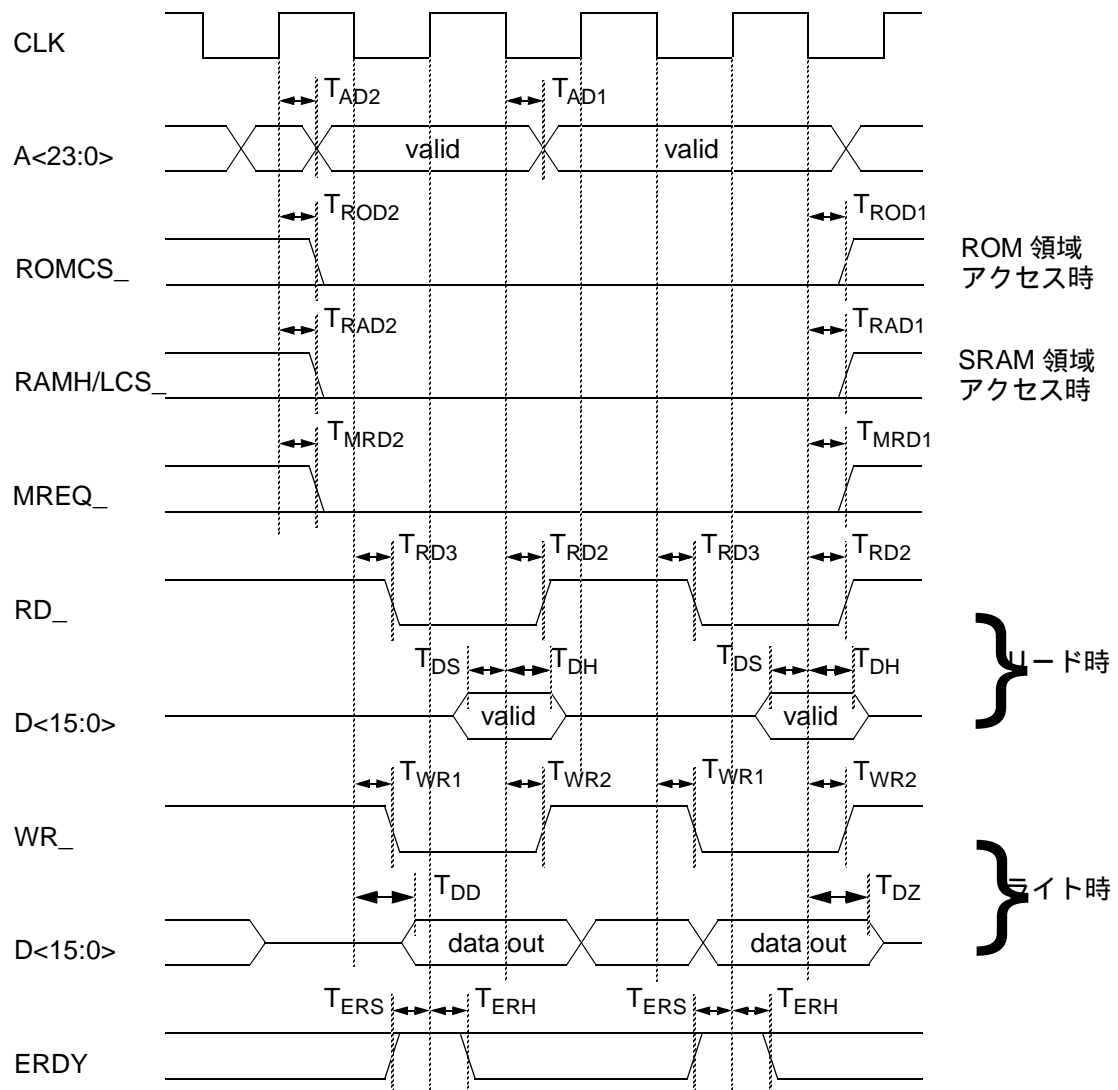 CLK
TAD2 TAD1
A<23:0> valid valid
TROD2 TROD1
ROMCS_ ROM 領域
アクセス時
TRAD2 TRAD1
RAMH/LCS_ SRAM 領域
アクセス時
TMRD2 TMRD1
MREQ_
TRD3 TRD2 TRD3 TRD2
RD_
リード時
TDS TDH TDS TDH
D<15:0> valid valid
TWR1 TWR2 TWR1 TWR2
WR_
ライト時
TDD TDZ
D<15:0> data out data out
TERS TERH TERS TERH
ERDY